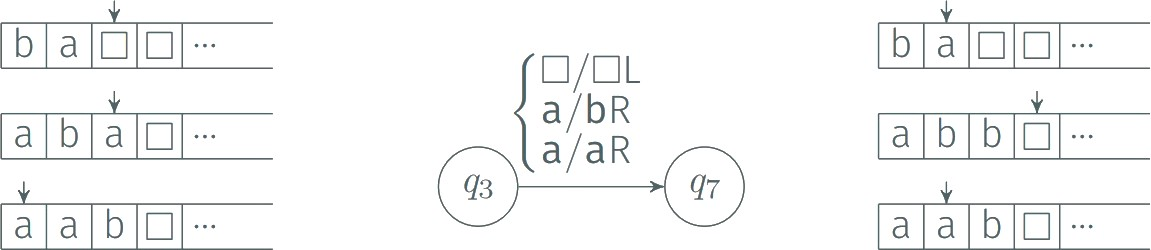 b a □ □ ...
a b a □ ...
a a b □ ...
□/□L
a/bR
a/aR
q3
q7
b a □ □ ...
a b b □ ...
a a b □ ...